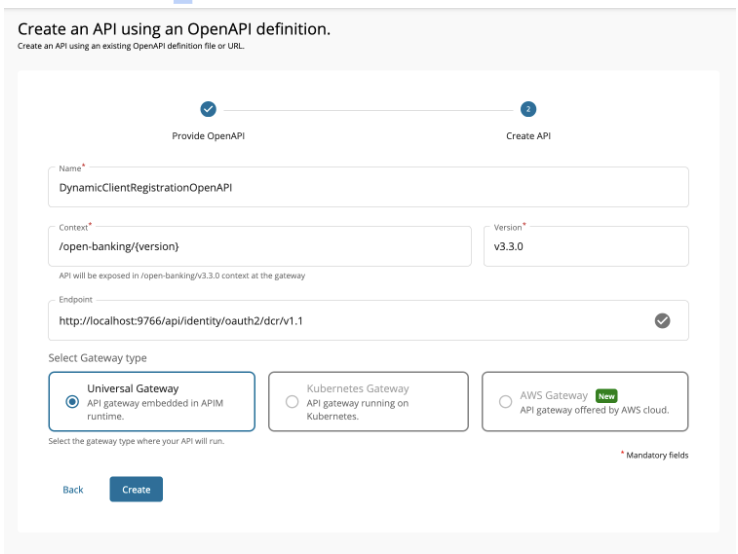 Create an API using an OpenAPI definition.
Create an API using an existing OpenAPI definition file or URL.
2
Provide OpenAPI
Create API
Name*
DynamicClientRegistrationOpenAPI
Context*
/open-banking/{version}
Version*
v3.3.0
API will be exposed in /open-banking/v3.3.0 context at the gateway
Endpoint
http://localhost:9766/api/identity/oauth2/dcr/v1.1
Select Gateway type
Universal Gateway
API gateway embedded in APIM
runtime.
Kubernetes Gateway
API gateway running on
Kubernetes.
AWS Gateway New
API gateway offered by AWS cloud.
Select the gateway type where your API will run.
* Mandatory fields
Back
Create